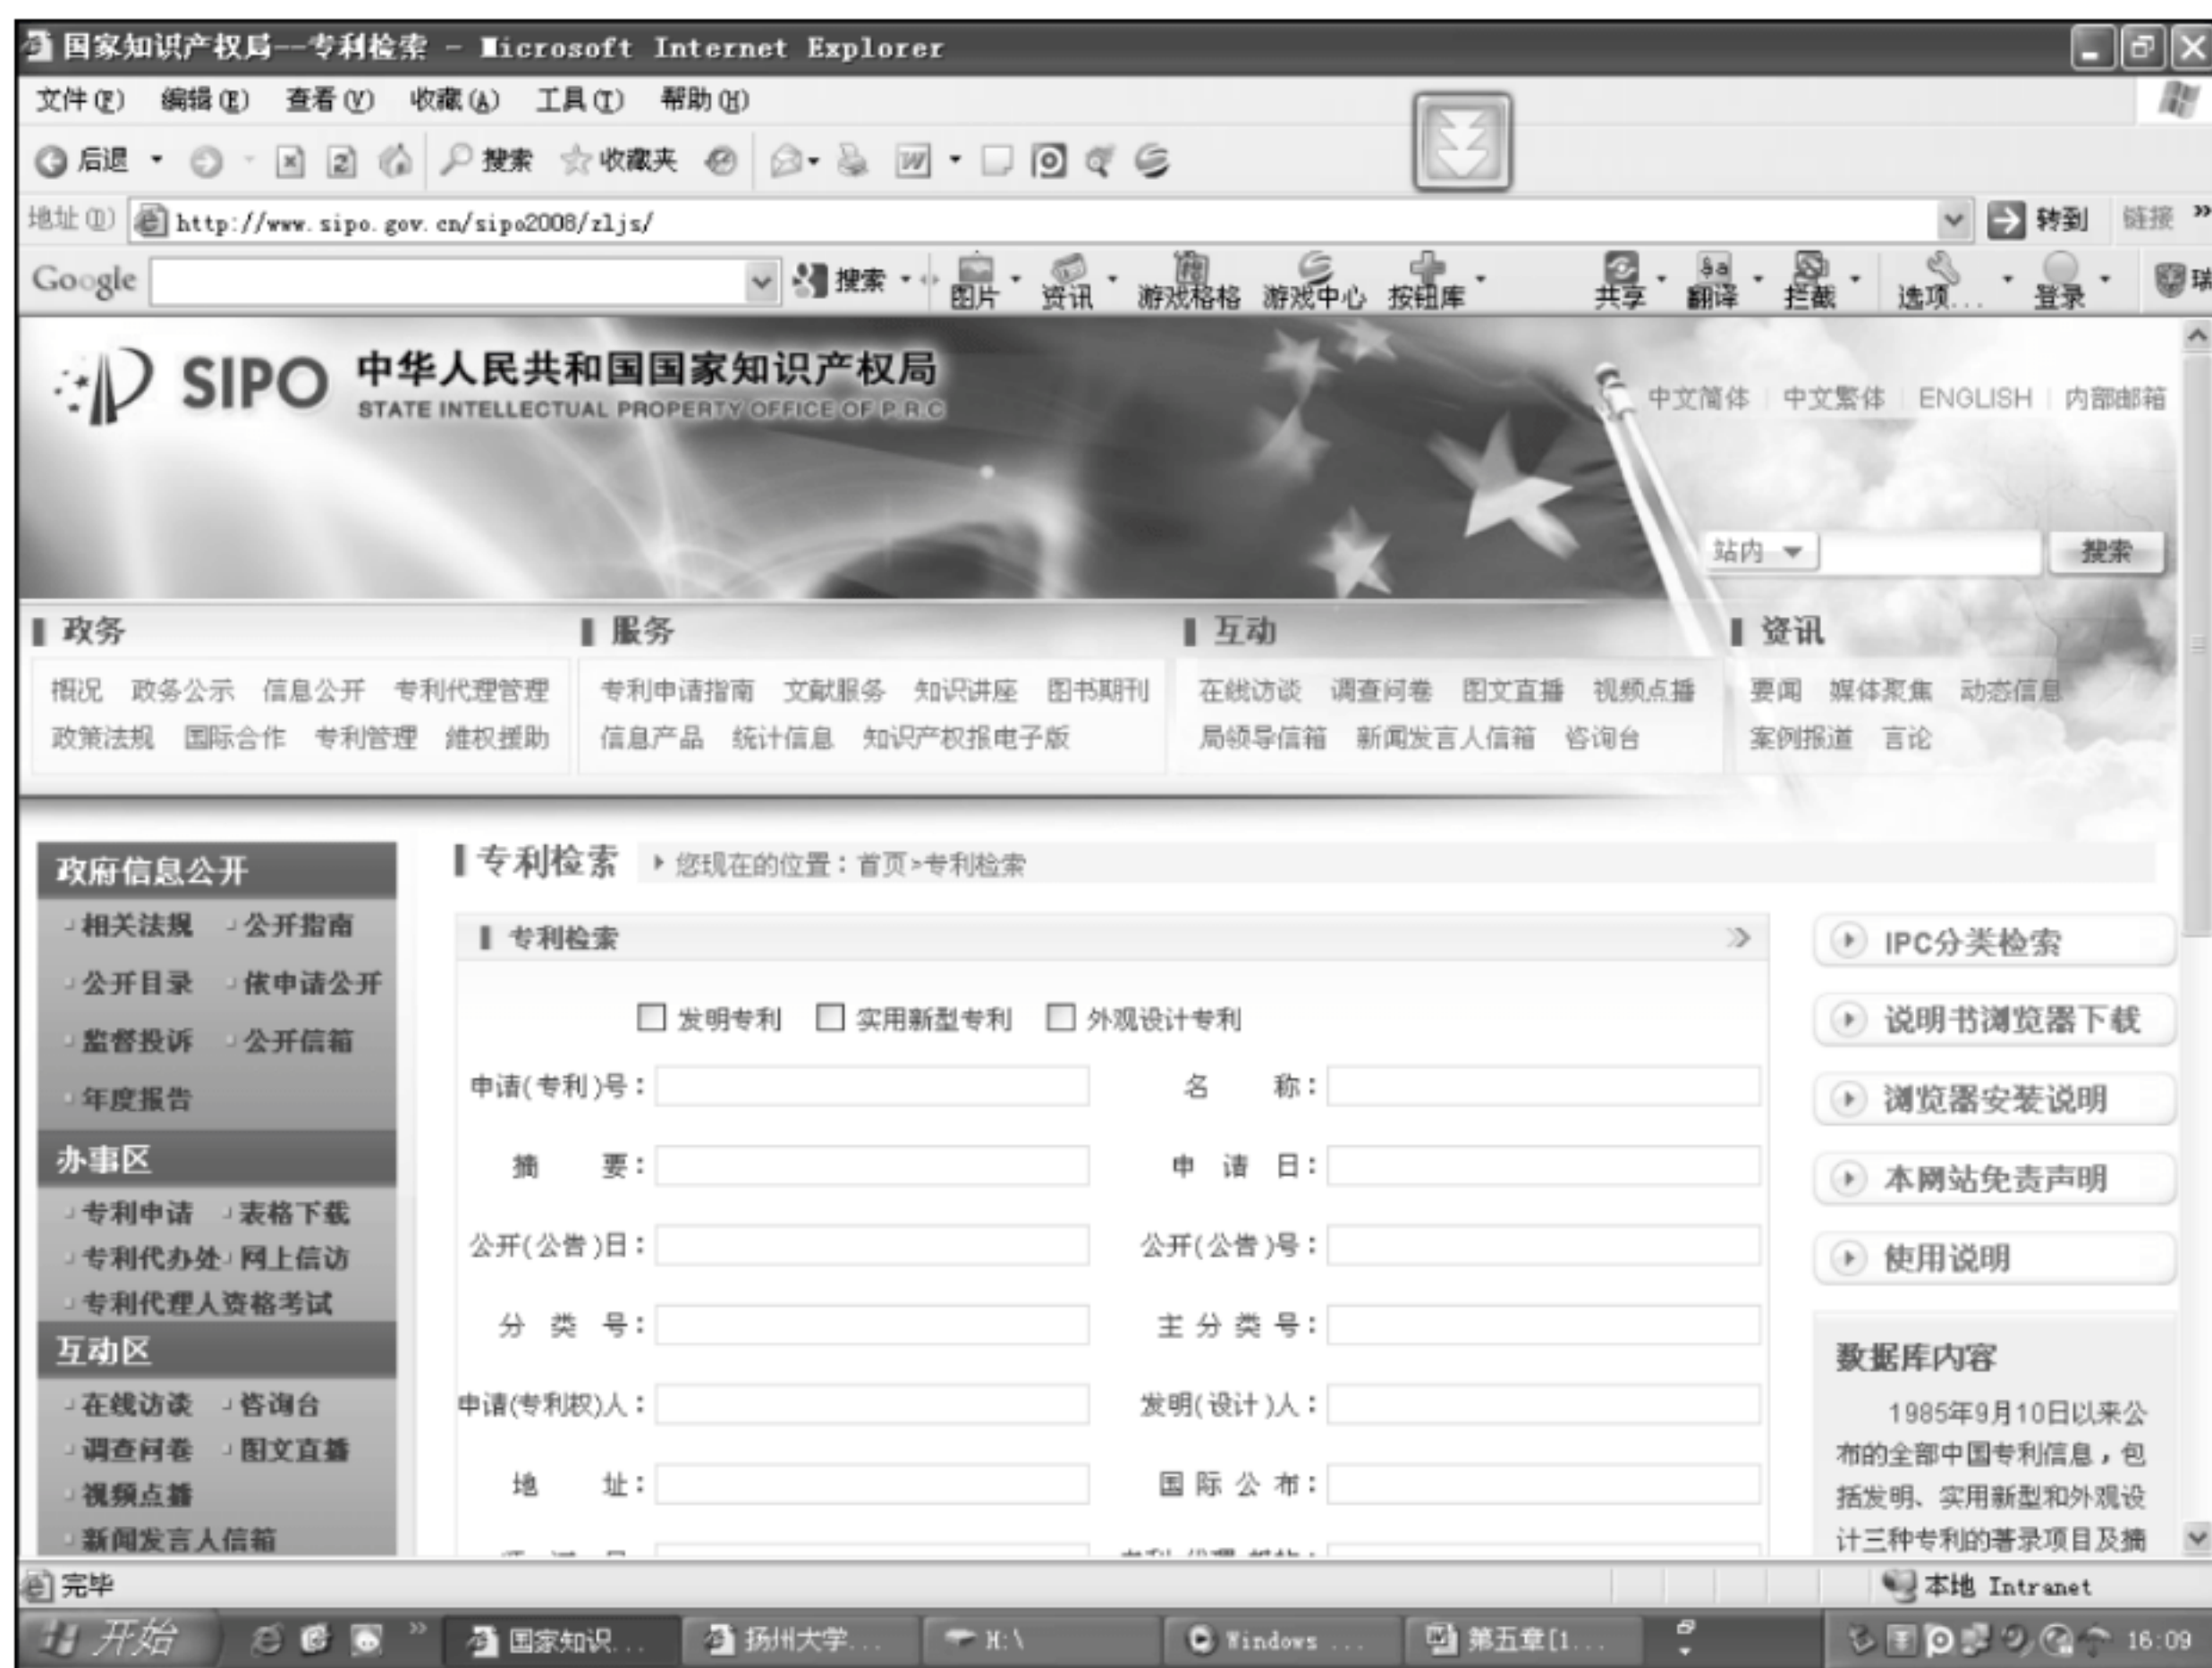 国家知识产权局--专利检索 - Microsoft Internet Explorer
文件(F) 编辑(E) 查看(V) 收藏(A) 工具(T) 帮助(H)
后退 搜索 收藏夹
地址(D) http://www.sipo.gov.cn/sipo2008/zljs/ 转到 链接 »
Google 搜索 图片 资讯 游戏格格 游戏中心 按钮库 共享 翻译 拦截 选项... 登录 瑞
SIPO 中华人民共和国国家知识产权局
STATE INTELLECTUAL PROPERTY OFFICE OF P.R.C
中文简体 | 中文繁体 | ENGLISH | 内部邮箱
站内 搜索
政务 服务 互动 资讯
概况 政务公示 信息公开 专利代理管理 专利申请指南 文献服务 知识讲座 图书期刊 在线访谈 调查问卷 图文直播 视频点播 要闻 媒体聚焦 动态信息
政策法规 国际合作 专利管理 维权援助 信息产品 统计信息 知识产权报电子版 局领导信箱 新闻发言人信箱 咨询台 案例报道 言论
政府信息公开
相关法规 公开指南
公开目录 依申请公开
监督投诉 公开信箱
年度报告
办事区
专利申请 表格下载
专利代办处 网上信访
专利代理人资格考试
互动区
在线访谈 咨询台
调查问卷 图文直播
视频点播
新闻发言人信箱
专利检索 您现在的位置：首页>专利检索
专利检索
发明专利 实用新型专利 外观设计专利
申请(专利)号： 名 称：
摘 要： 申 请 日：
公开(公告)日： 公开(公告)号：
分 类 号： 主 分 类 号：
申请(专利权)人： 发明(设计)人：
地 址： 国 际 公 布：
IPC分类检索
说明书浏览器下载
浏览器安装说明
本网站免责声明
使用说明
数据库内容
1985年9月10日以来公
布的全部中国专利信息，包
括发明、实用新型和外观设
计三种专利的著录项目及摘
完毕 本地 Intranet
开始 » 国家知识... 扬州大学... H:\ Windows ... 第五章[1... 16:09